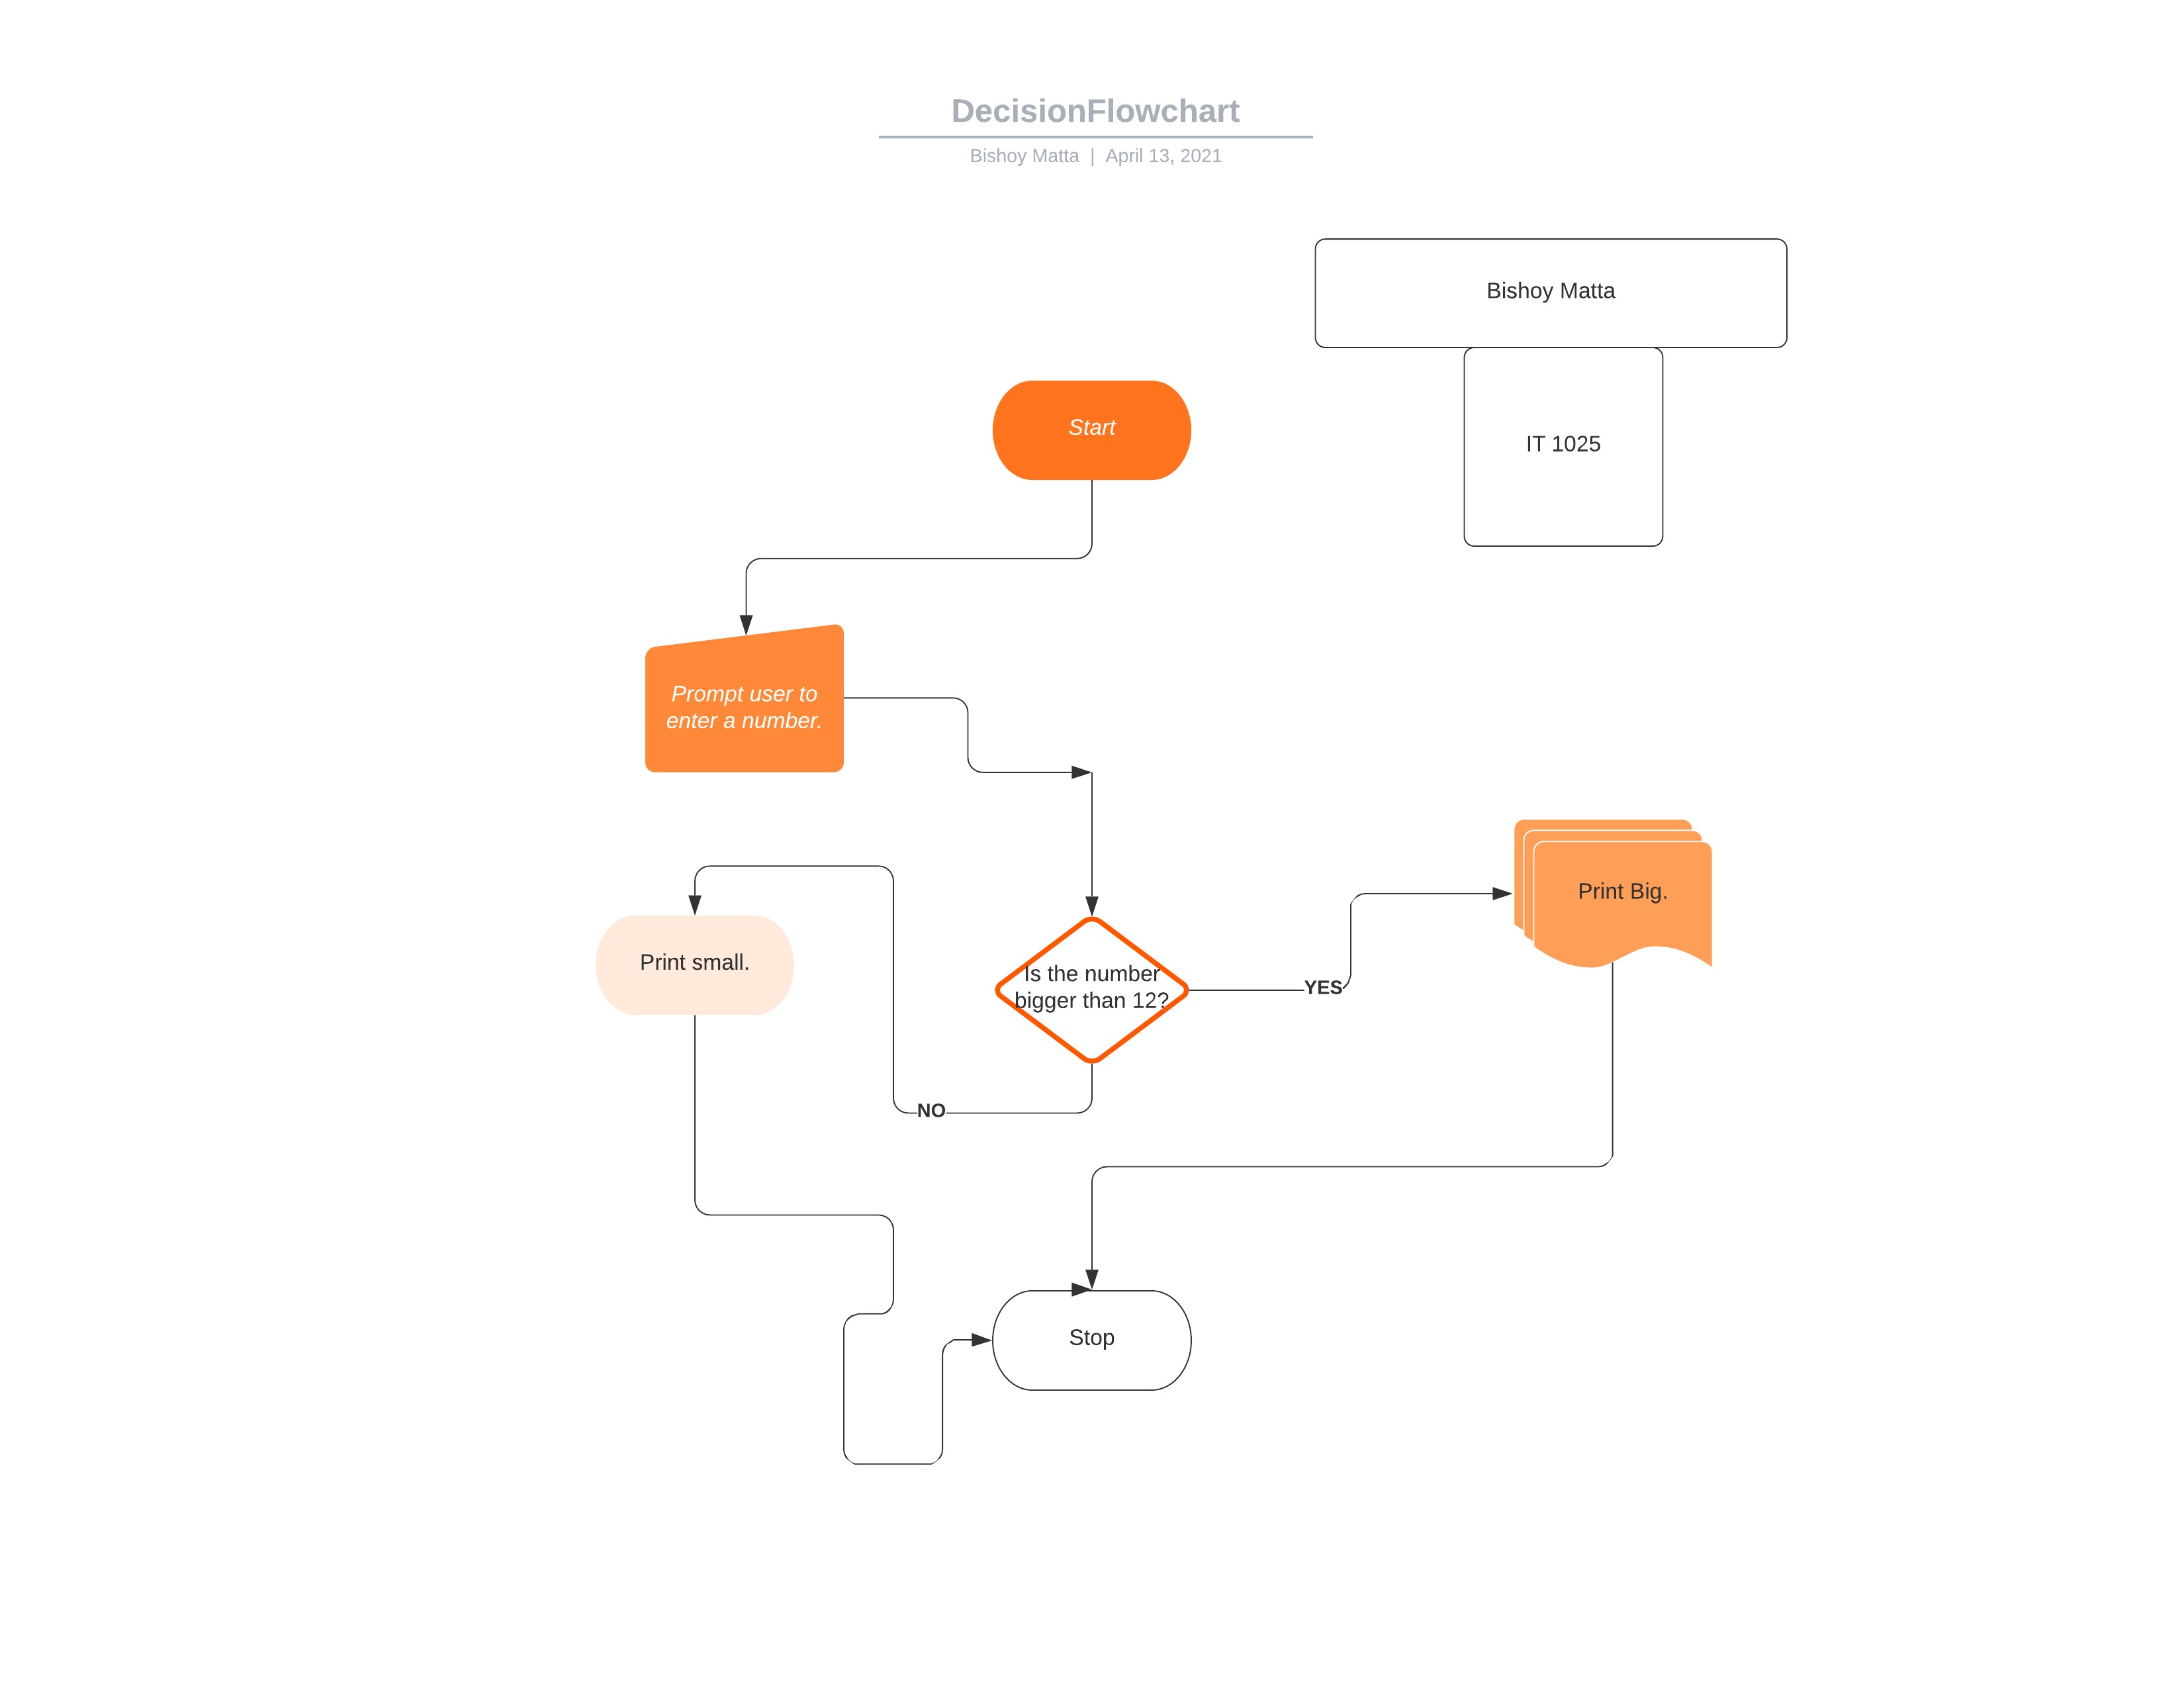 DecisionFlowchart
Bishoy Matta | April 13, 2021
Bishoy Matta
IT 1025
Start
Prompt user to
enter a number.
Print Big.
Print small.
Is the number
bigger than 12?
YES
NO
Stop